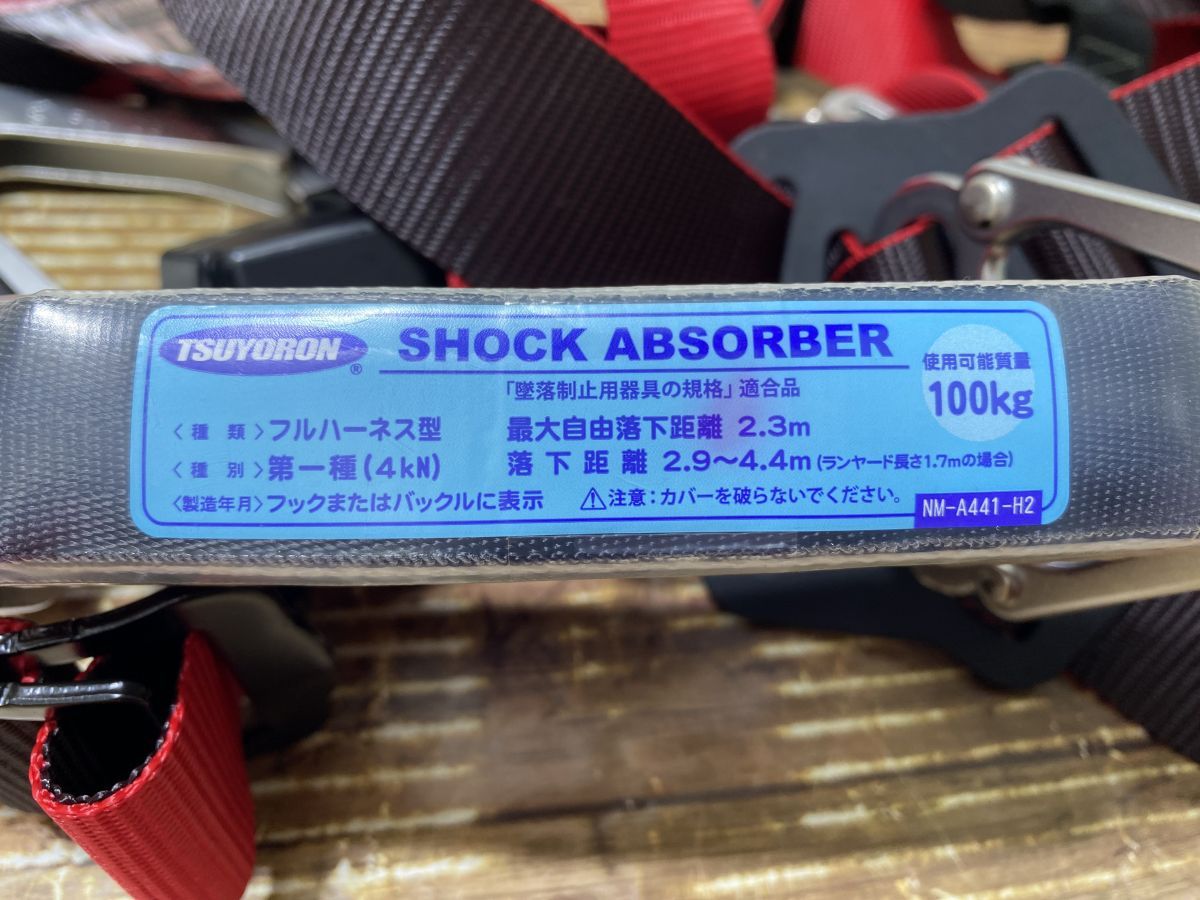 TSUYORON® SHOCK ABSORBER
使用可能質量
100kg
「墜落制止用器具の規格」適合品
〈種類〉フルハーネス型 最大自由落下距離 2.3m
〈種別〉第一種(4kN) 落下距離 2.9～4.4m(ランヤード長さ1.7mの場合)
〈製造年月〉フックまたはバックルに表示 ⚠注意：カバーを破らないでください。
NM-A441-H2